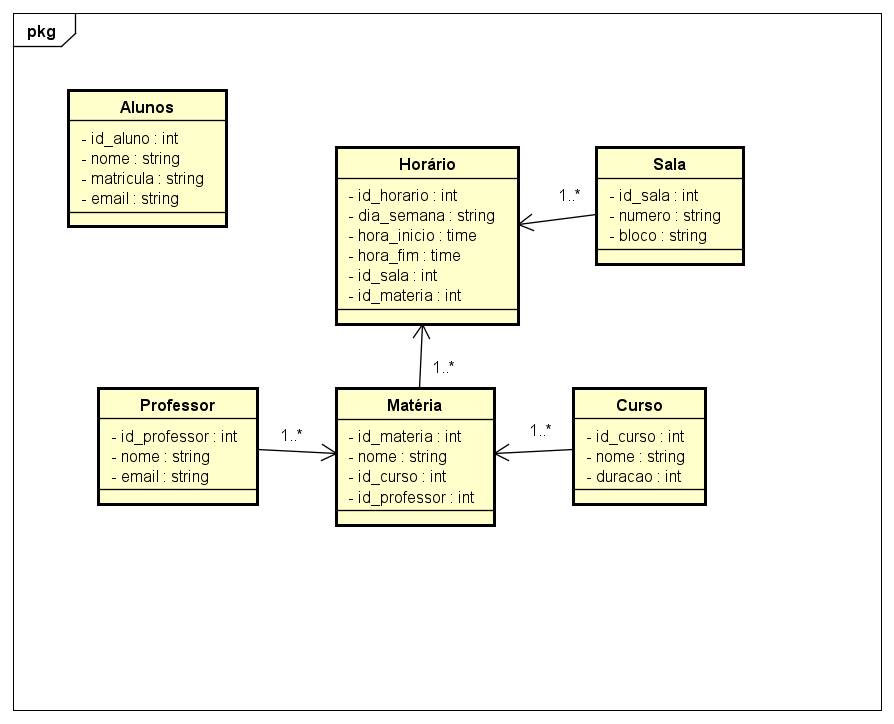 pkg
Alunos
- id_aluno : int
- nome : string
- matricula : string
- email : string
Horário
- id_horario : int
- dia_semana : string
- hora_inicio : time
- hora_fim : time
- id_sala : int
- id_materia : int
1..*
Sala
- id_sala : int
- numero : string
- bloco : string
1..*
Professor
- id_professor : int
- nome : string
- email : string
1..*
Matéria
- id_materia : int
- nome : string
- id_curso : int
- id_professor : int
1..*
Curso
- id_curso : int
- nome : string
- duracao : int